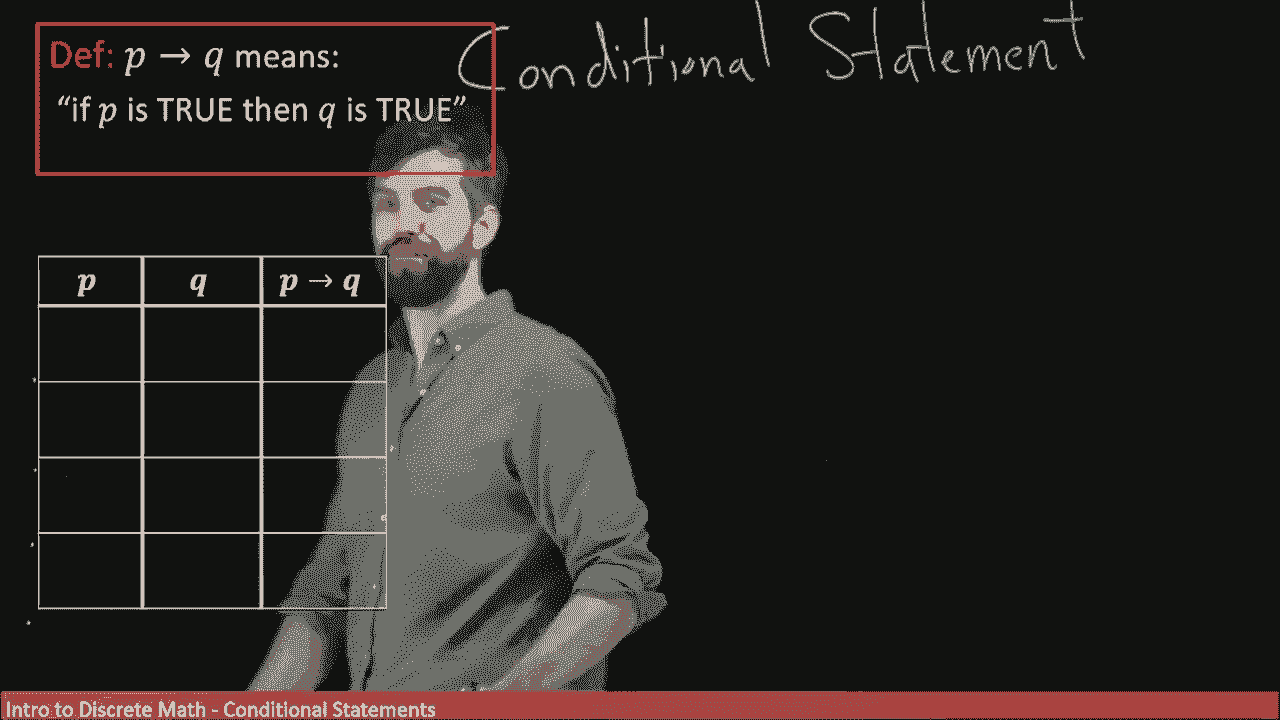 Def: p → q means:
“if p is TRUE then q is TRUE”
Conditional Statement
p q p → q
Intro to Discrete Math - Conditional Statements